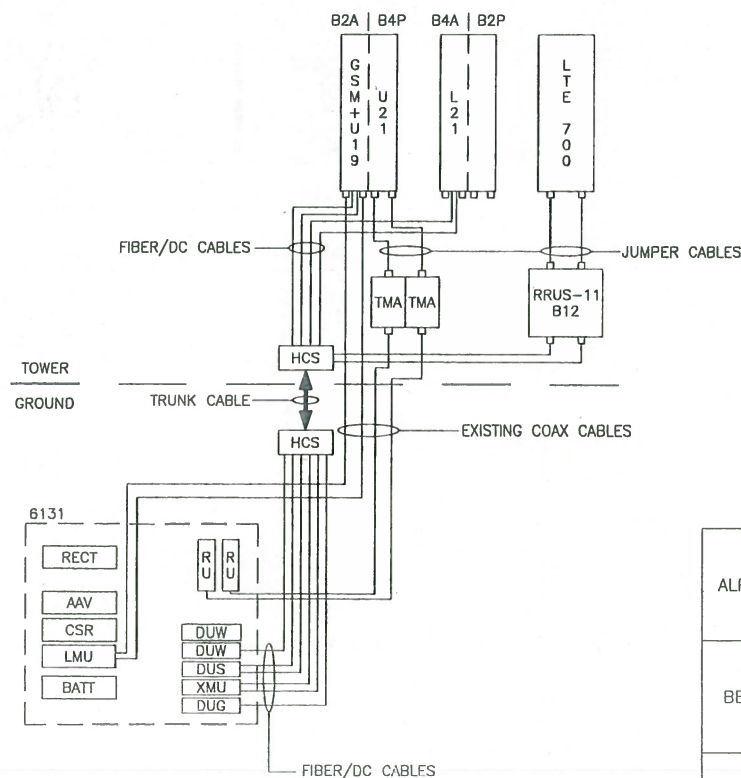 B2A B4P B4A B2P
GSM+U19
U21
L21
LTE 700
FIBER/DC CABLES
JUMPER CABLES
TMA TMA
RRUS-11
B12
HCS
TOWER
GROUND
TRUNK CABLE
HCS
EXISTING COAX CABLES
6131
RECT
RU RU
AAV
CSR
LMU
BATT
DUW
DUW
DUS
XMU
DUG
FIBER/DC CABLES